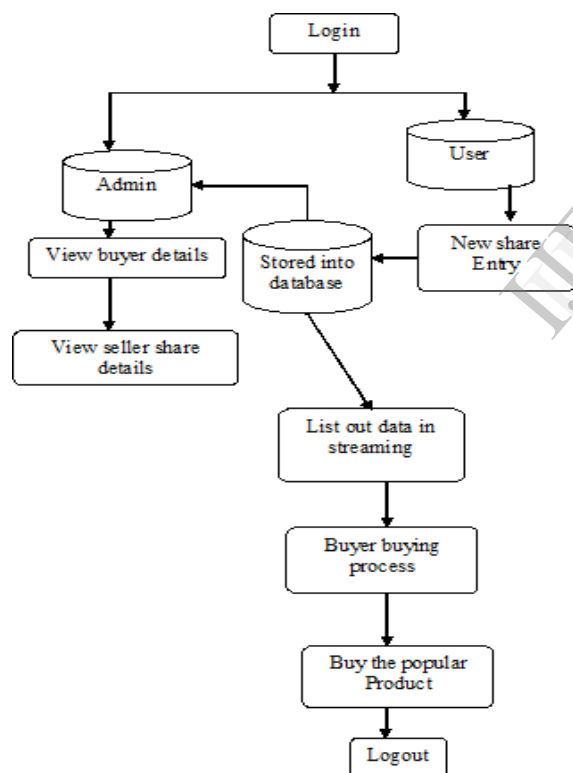 Login
User
Admin
New share
Entry
View buyer details
Stored into
database
View seller share
details
List out data in
streaming
Buyer buying
process
Buy the popular
Product
Logout